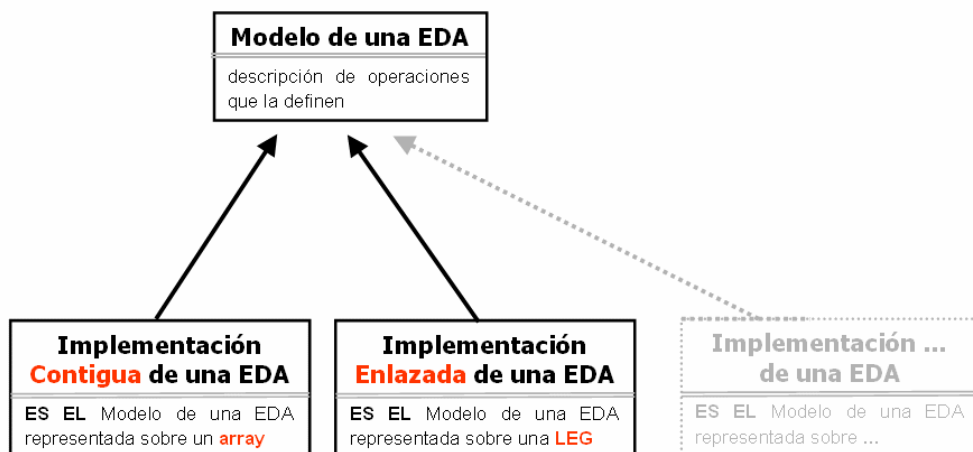 Modelo de una EDA
descripción de operaciones
que la definen
Implementación
Contigua de una EDA
ES EL Modelo de una EDA
representada sobre un array
Implementación
Enlazada de una EDA
ES EL Modelo de una EDA
representada sobre una LEG
Implementación ...
de una EDA
ES EL Modelo de una EDA
representada sobre ...